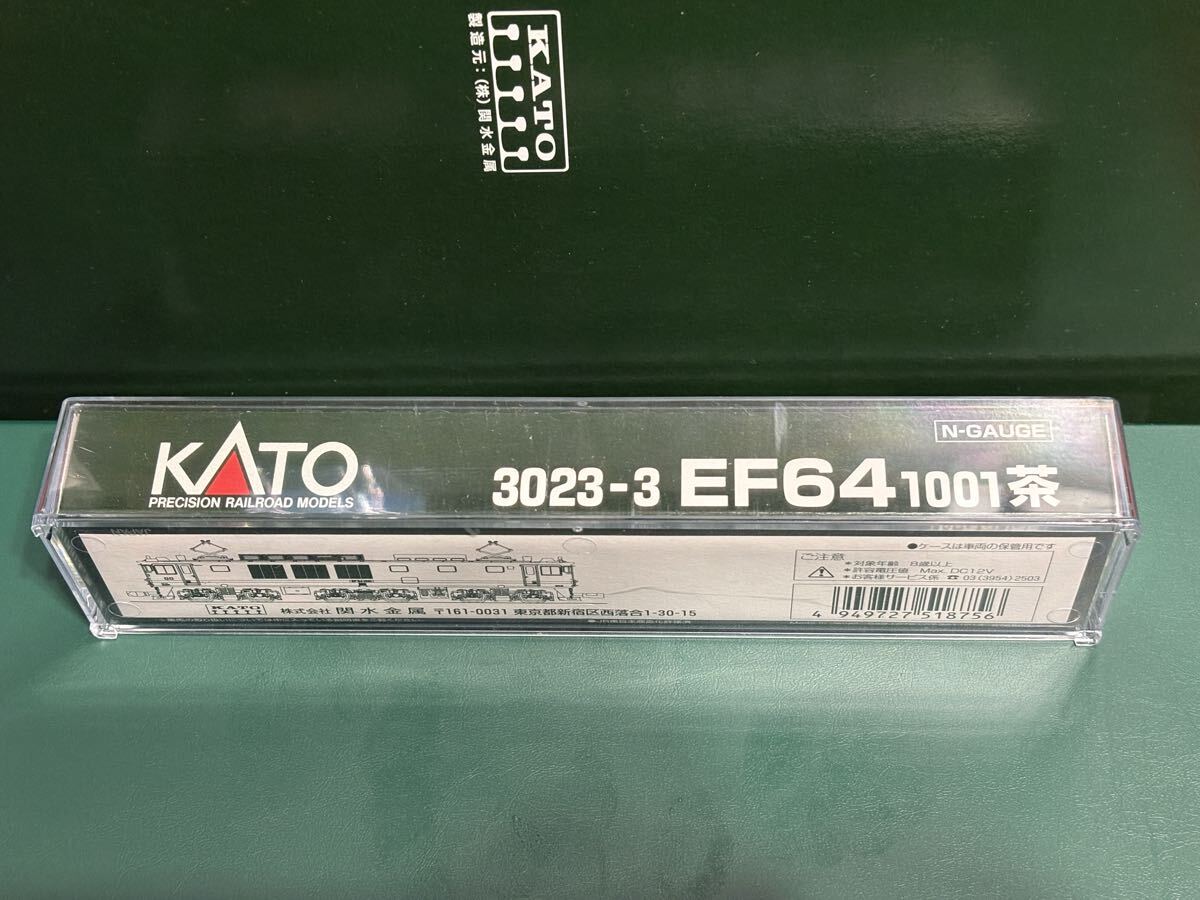 KATO
製造元：(株)関水金属
N-GAUGE
KATO
PRECISION RAILROAD MODELS
3023-3 EF64 1001 茶
JAPAN
●ケースは車両の保管用です
ご注意
＊対象年齢 8歳以上
＊許容電圧値 Max. DC12V
＊お客様サービス係 ☎ 03(3954)2503
KATO 株式会社 関水金属 〒161-0031 東京都新宿区西落合1-30-15
4 949727 518756